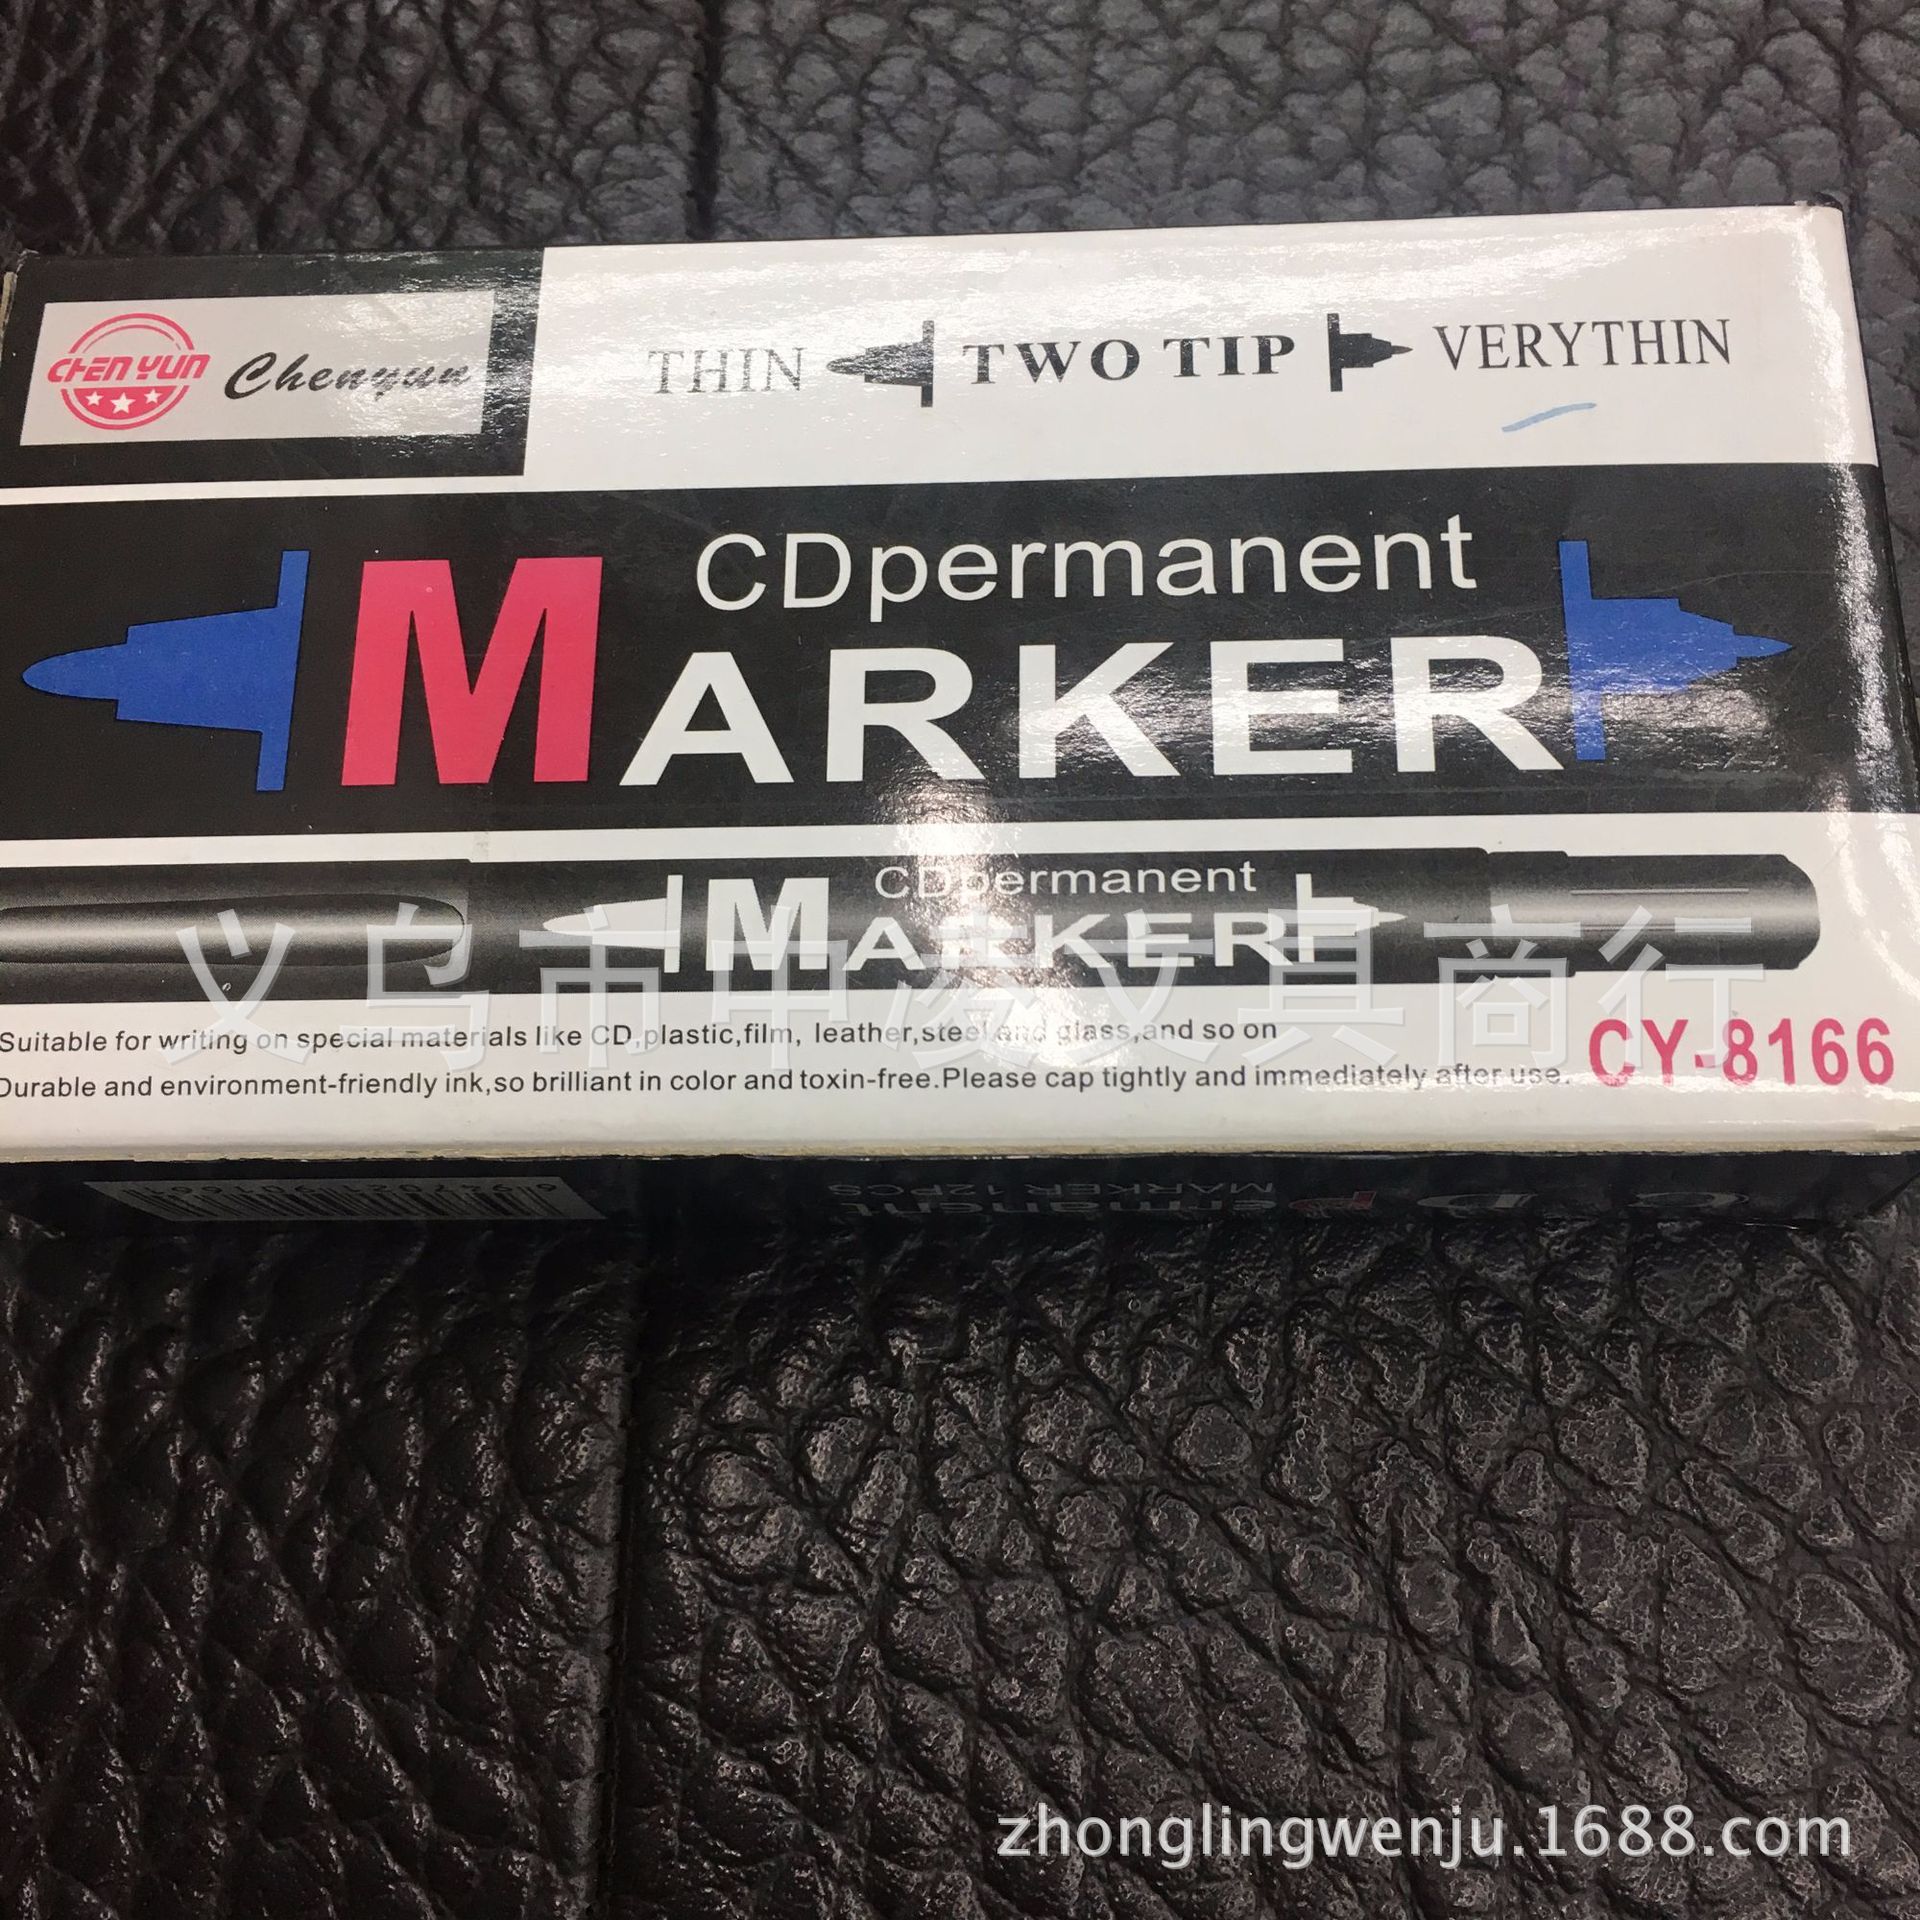 CHEN YUN Chenyun
THIN TWO TIP VERYTHIN
CDpermanent
MARKER
CDpermanent
MARKER
义乌市中凌文具商行
Suitable for writing on special materials like CD,plastic,film, leather,steel and glass,and so on
Durable and environment-friendly ink,so brilliant in color and toxin-free.Please cap tightly and immediately after use.
CY-8166
MARKER 12PCS
zhonglingwenju.1688.com